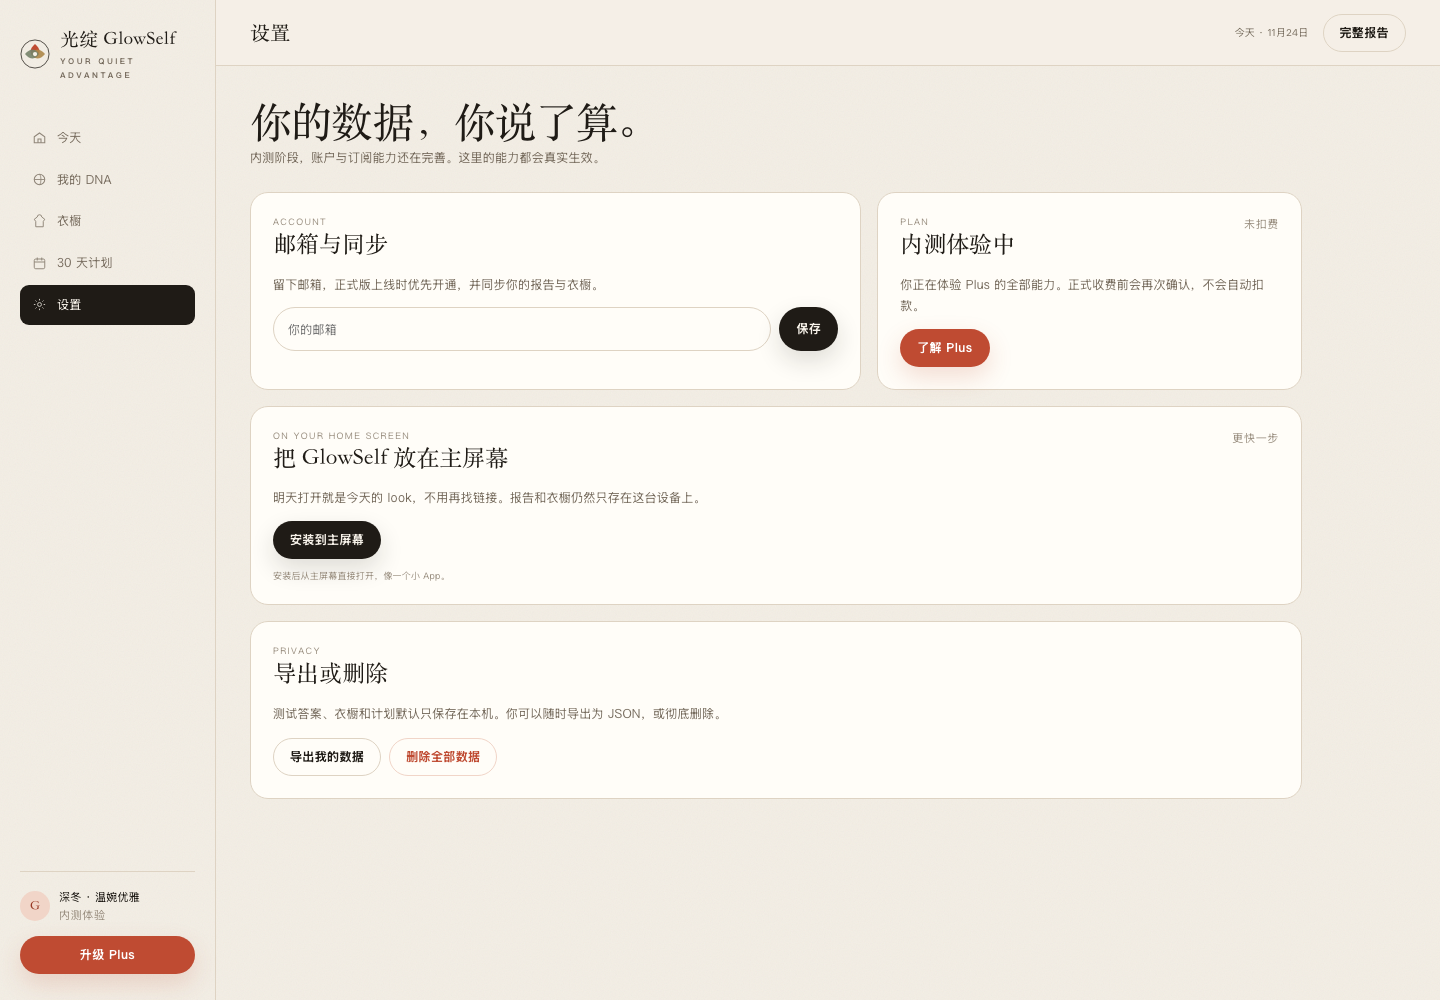 光绽 GlowSelf
YOUR QUIET
ADVANTAGE
今天
我的 DNA
衣橱
30 天计划
设置
深冬 · 温婉优雅
G
内测体验
升级 Plus
设置
今天 · 11月24日
完整报告
你的数据，你说了算。
内测阶段，账户与订阅能力还在完善。这里的能力都会真实生效。
ACCOUNT
邮箱与同步
留下邮箱，正式版上线时优先开通，并同步你的报告与衣橱。
你的邮箱
保存
PLAN
未扣费
内测体验中
你正在体验 Plus 的全部能力。正式收费前会再次确认，不会自动扣
款。
了解 Plus
ON YOUR HOME SCREEN
更快一步
把 GlowSelf 放在主屏幕
明天打开就是今天的 look，不用再找链接。报告和衣橱仍然只存在这台设备上。
安装到主屏幕
安装后从主屏幕直接打开，像一个小 App。
PRIVACY
导出或删除
测试答案、衣橱和计划默认只保存在本机。你可以随时导出为 JSON，或彻底删除。
导出我的数据
删除全部数据